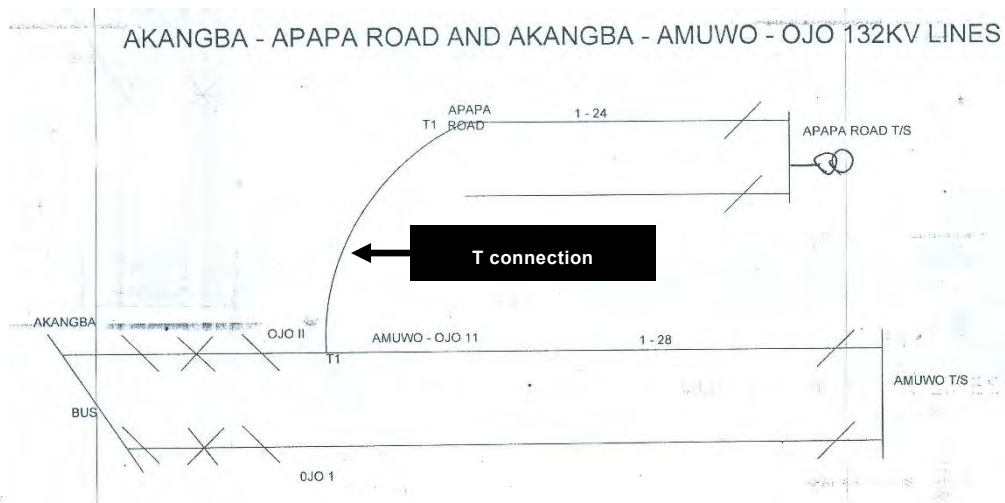 AKANGBA - APAPA ROAD AND AKANGBA - AMUWO - OJO 132KV LINES
APAPA
T1 ROAD
1 - 24
APAPA ROAD T/S
T connection
AKANGBA
OJO II
T1
AMUWO - OJO 11
1 - 28
AMUWO T/S
BUS
OJO 1